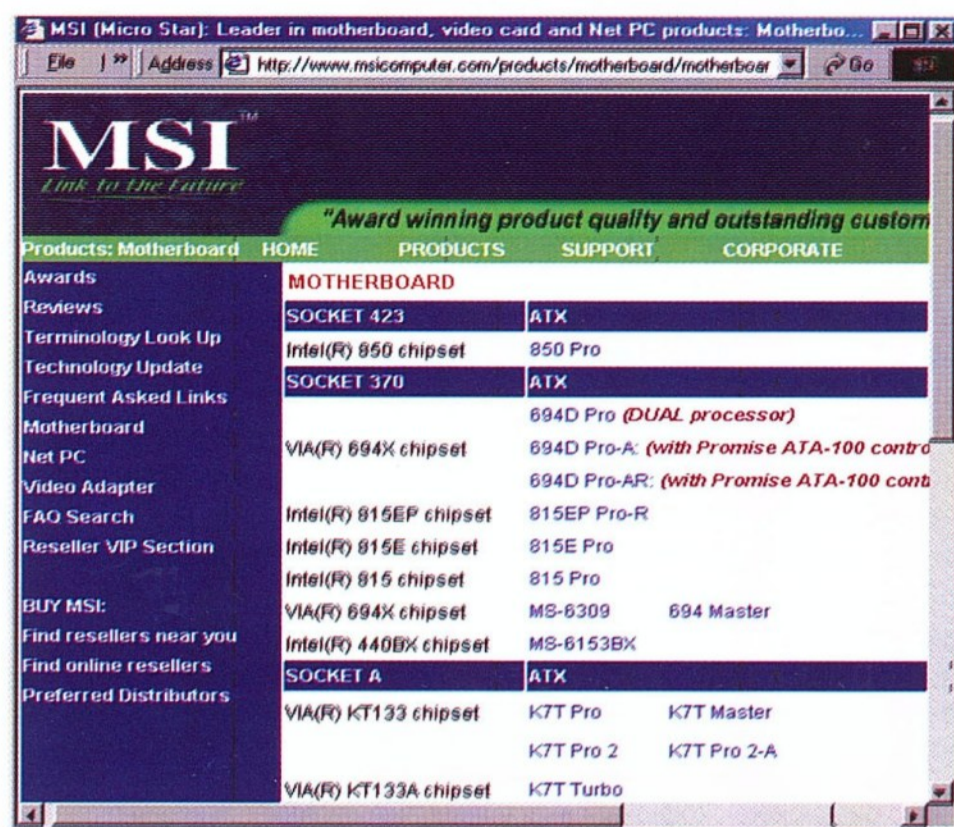 MSI (Micro Star): Leader in motherboard, video card and Net PC products: Motherbo...
File » Address http://www.msicomputer.com/products/motherboard/motherboar Go
MSI™
Link to the Future
"Award winning product quality and outstanding custom
Products: Motherboard HOME PRODUCTS SUPPORT CORPORATE
Awards
Reviews
Terminology Look Up
Technology Update
Frequent Asked Links
Motherboard
Net PC
Video Adapter
FAQ Search
Reseller VIP Section
BUY MSI:
Find resellers near you
Find online resellers
Preferred Distributors
MOTHERBOARD
SOCKET 423 ATX
Intel(R) 850 chipset 850 Pro
SOCKET 370 ATX
694D Pro (DUAL processor)
VIA(R) 694X chipset 694D Pro-A: (with Promise ATA-100 contro
694D Pro-AR: (with Promise ATA-100 cont
Intel(R) 815EP chipset 815EP Pro-R
Intel(R) 815E chipset 815E Pro
Intel(R) 815 chipset 815 Pro
VIA(R) 694X chipset MS-6309 694 Master
Intel(R) 440BX chipset MS-6153BX
SOCKET A ATX
VIA(R) KT133 chipset K7T Pro K7T Master
K7T Pro 2 K7T Pro 2-A
VIA(R) KT133A chipset K7T Turbo